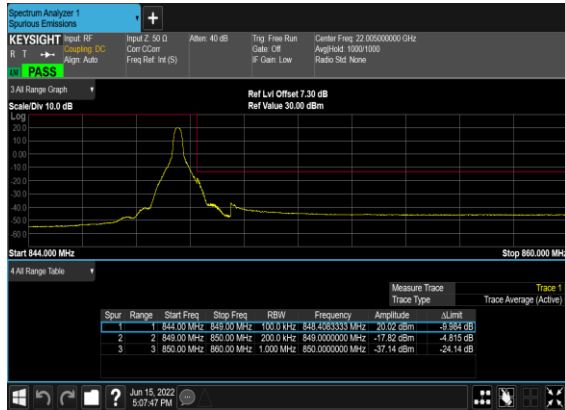 Spectrum Analyzer 1
Spurious Emissions
+
KEYSIGHT Input: RF Input Z: 50 Ω Atten: 40 dB Trig: Free Run Center Freq: 22.005000000 GHz
R T Coupling: DC Corr CCorr Gate: Off Avg|Hold: 1000/1000
Align: Auto Freq Ref: Int (S) IF Gain: Low Radio Std: None
PASS
3 All Range Graph
Ref Lvl Offset 7.30 dB
Scale/Div 10.0 dB Ref Value 30.00 dBm
Log
20.0
10.0
0.00
-10.0
-20.0
-30.0
-40.0
-50.0
-60.0
Start 844.000 MHz Stop 860.000 MHz
4 All Range Table
Measure Trace Trace 1
Trace Type Trace Average (Active)
Spur Range Start Freq Stop Freq RBW Frequency Amplitude ΔLimit
1 1 844.00 MHz 849.00 MHz 100.0 kHz 848.4083333 MHz 20.02 dBm -9.984 dB
2 2 849.00 MHz 850.00 MHz 200.0 kHz 849.0000000 MHz -17.82 dBm -4.815 dB
3 3 850.00 MHz 860.00 MHz 1.000 MHz 850.0000000 MHz -37.14 dBm -24.14 dB
? Jun 15, 2022
5:07:47 PM